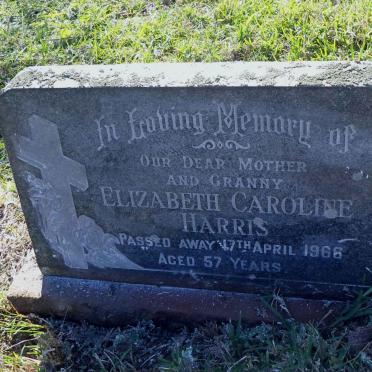 In Loving Memory of
OUR DEAR MOTHER
AND GRANNY
ELIZABETH CAROLINE
HARRIS
PASSED AWAY 17TH APRIL 1966
AGED 57 YEARS